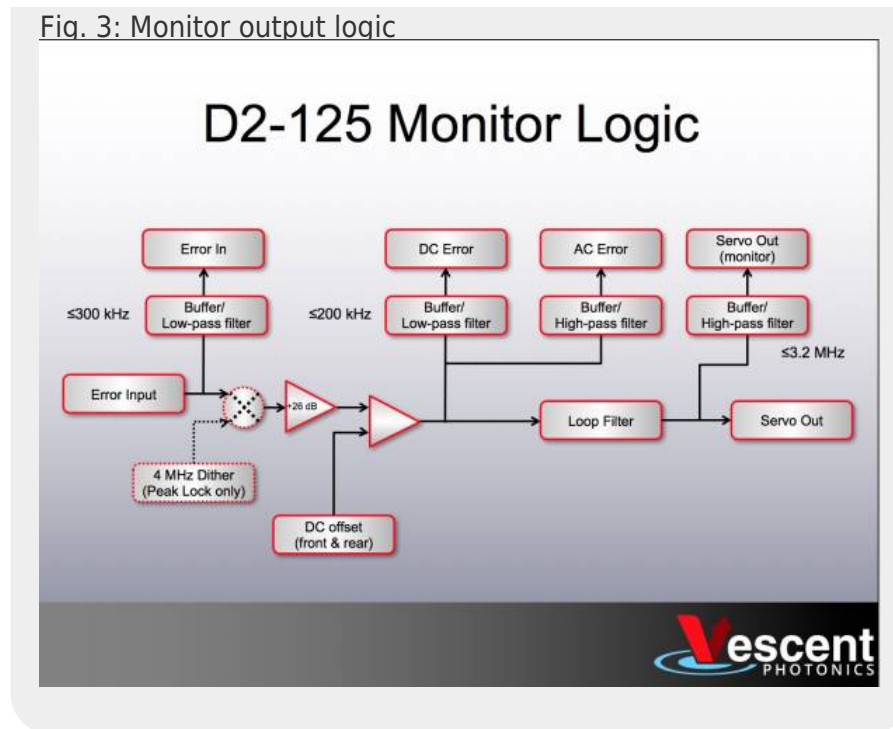 Fig. 3: Monitor output logic
D2-125 Monitor Logic
Error In
DC Error
AC Error
Servo Out
(monitor)
≤300 kHz
Buffer/
Low-pass filter
≤200 kHz
Buffer/
Low-pass filter
Buffer/
High-pass filter
Buffer/
High-pass filter
≤3.2 MHz
Error Input
+26 dB
Loop Filter
Servo Out
4 MHz Dither
(Peak Lock only)
DC offset
(front & rear)
Vescent
PHOTONICS